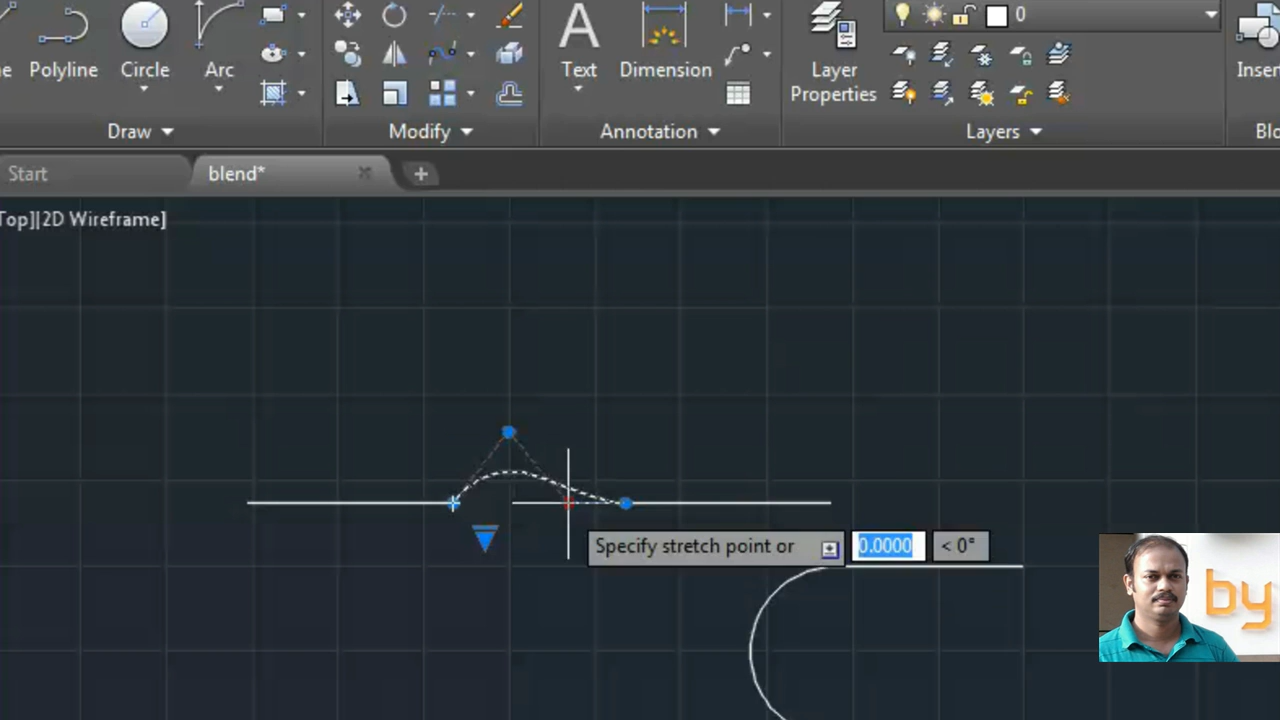 Polyline
Circle
Arc
A
Text
Dimension
Layer
Properties
0
Draw
Modify
Annotation
Layers
Start
blend*
Top][2D Wireframe]
Specify stretch point or
0.0000
< 0°
by